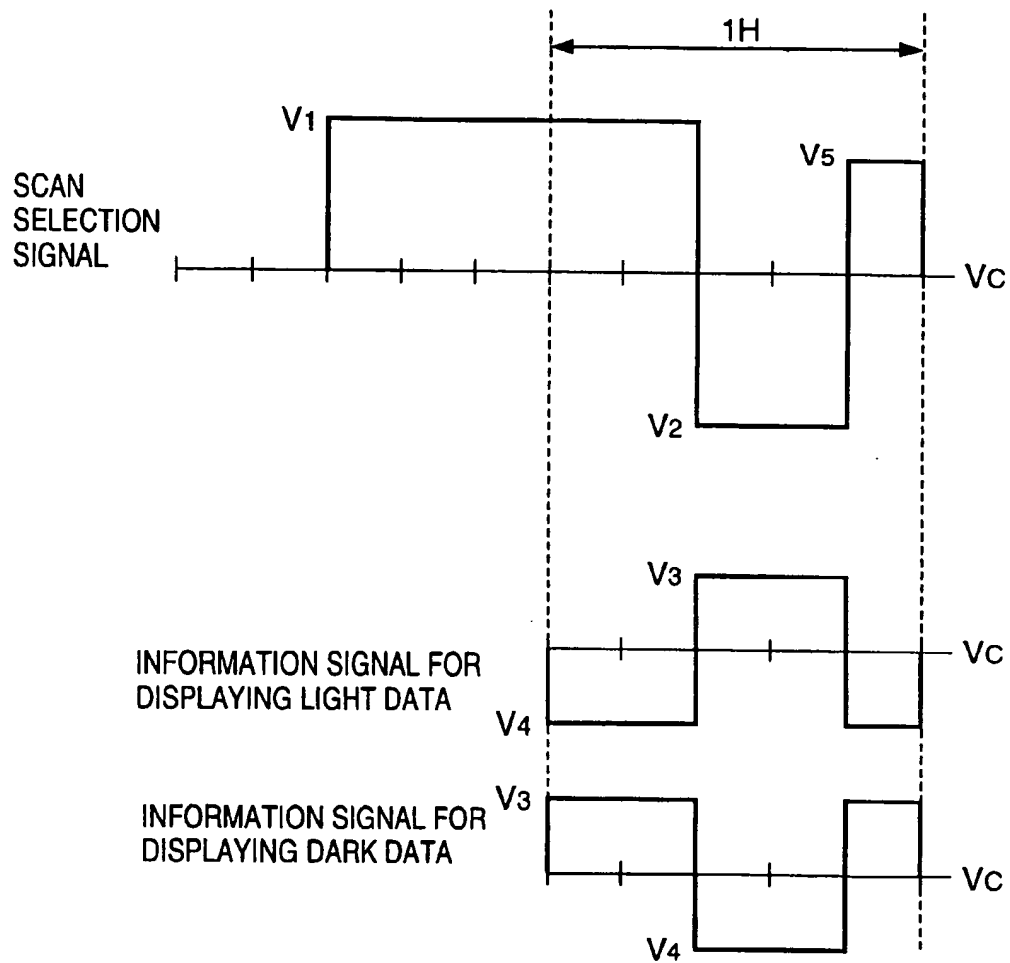 1H
V1
V5
SCAN
SELECTION
SIGNAL
VC
V2
V3
VC
INFORMATION SIGNAL FOR
DISPLAYING LIGHT DATA
V4
V3
INFORMATION SIGNAL FOR
DISPLAYING DARK DATA
VC
V4